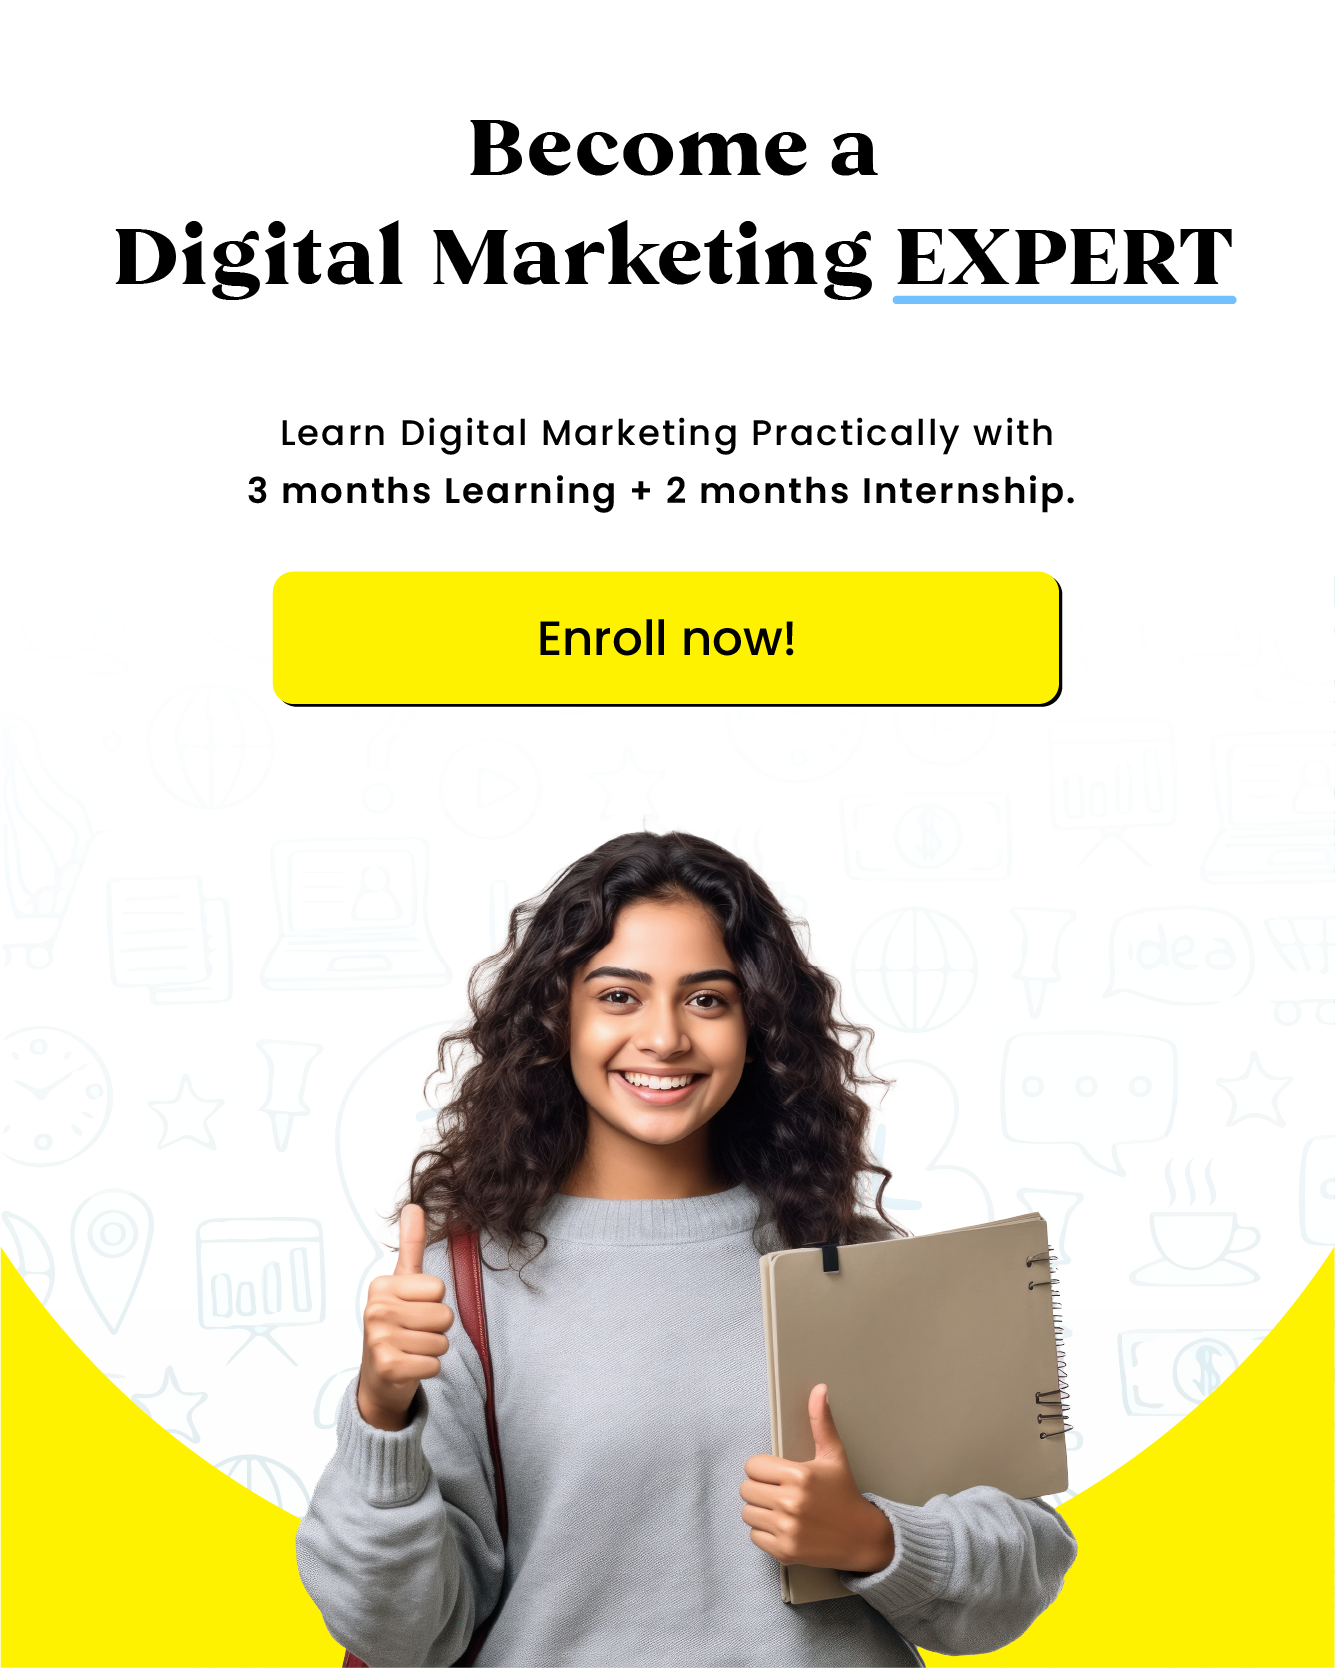 Become a
Digital Marketing EXPERT
Learn Digital Marketing Practically with
3 months Learning + 2 months Internship.
Enroll now!
idea